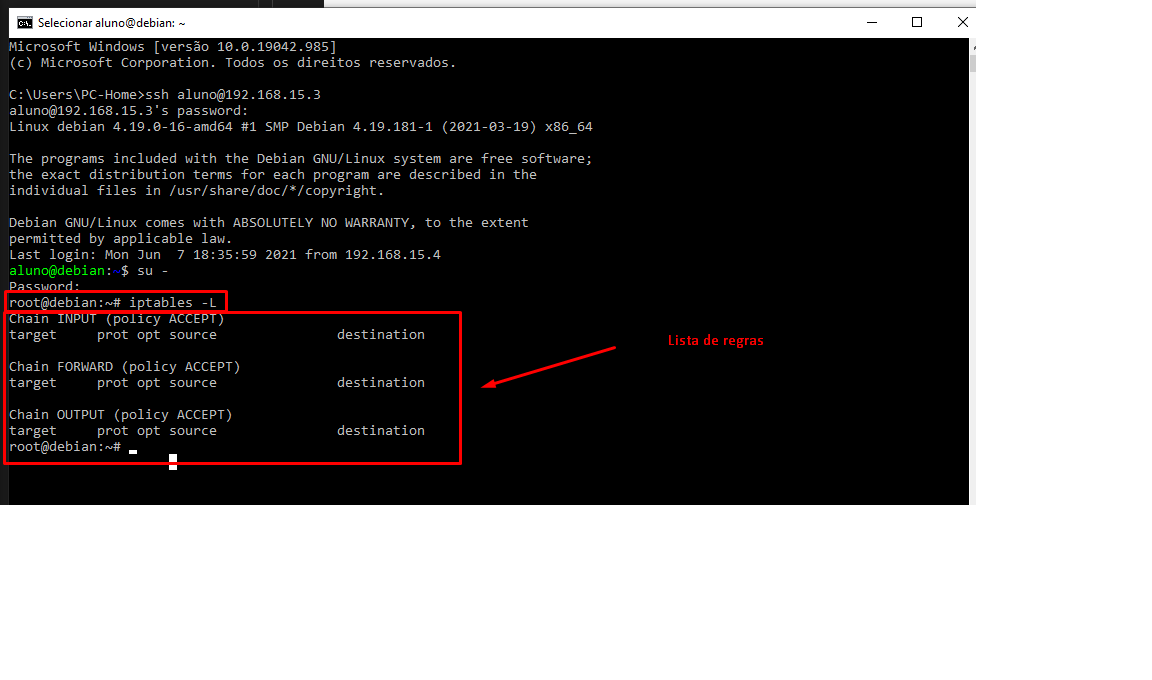 Selecionar aluno@debian: ~
Microsoft Windows [versão 10.0.19042.985]
(c) Microsoft Corporation. Todos os direitos reservados.
C:\Users\PC-Home>ssh aluno@192.168.15.3
aluno@192.168.15.3's password:
Linux debian 4.19.0-16-amd64 #1 SMP Debian 4.19.181-1 (2021-03-19) x86_64
The programs included with the Debian GNU/Linux system are free software;
the exact distribution terms for each program are described in the
individual files in /usr/share/doc/*/copyright.
Debian GNU/Linux comes with ABSOLUTELY NO WARRANTY, to the extent
permitted by applicable law.
Last login: Mon Jun  7 18:35:59 2021 from 192.168.15.4
aluno@debian:~$ su -
Password:
root@debian:~# iptables -L
Chain INPUT (policy ACCEPT)
target     prot opt source               destination
Lista de regras
Chain FORWARD (policy ACCEPT)
target     prot opt source               destination
Chain OUTPUT (policy ACCEPT)
target     prot opt source               destination
root@debian:~#